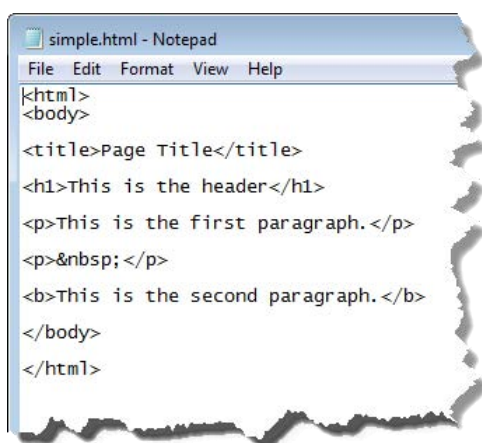 simple.html - Notepad
File Edit Format View Help
<html>
<body>
<title>Page Title</title>
<h1>This is the header</h1>
<p>This is the first paragraph.</p>
<p>&nbsp;</p>
<b>This is the second paragraph.</b>
</body>
</html>